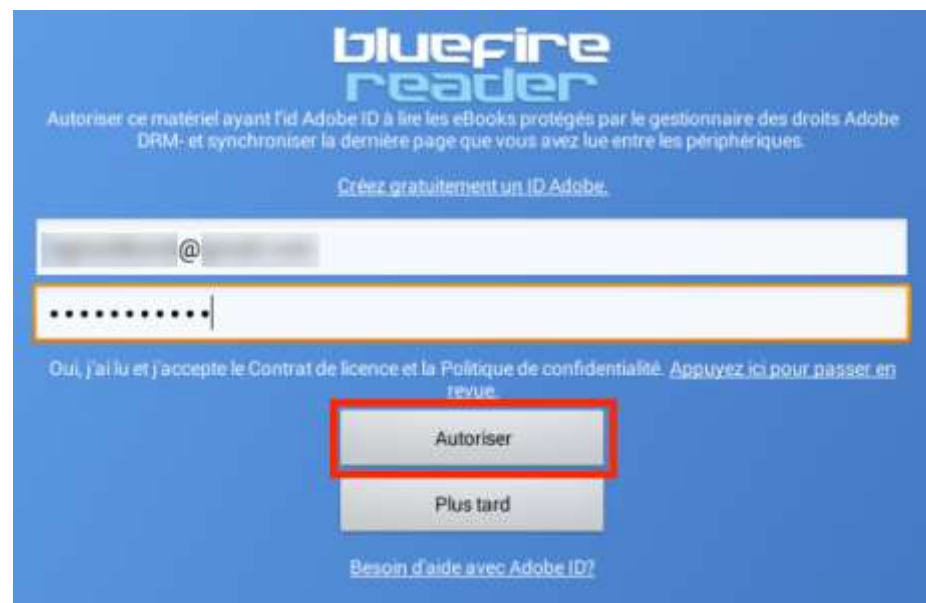 bluefire
reader
Autoriser ce matériel ayant l'id Adobe ID à lire les eBooks protégés par le gestionnaire des droits Adobe
DRM- et synchroniser la dernière page que vous avez lue entre les périphériques.
Créez gratuitement un ID Adobe.
@
•••••••••••
Oui, j'ai lu et j'accepte le Contrat de licence et la Politique de confidentialité. Appuyez ici pour passer en
revue.
Autoriser
Plus tard
Besoin d'aide avec Adobe ID?